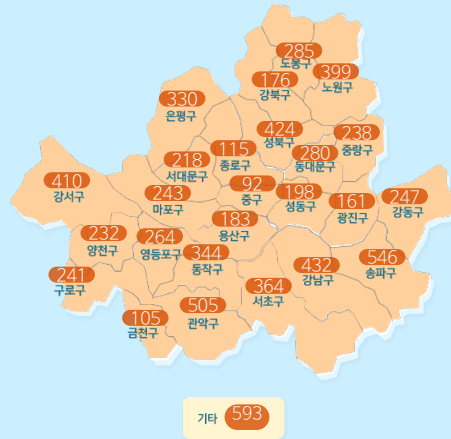 285
도봉구
399
노원구
176
강북구
330
은평구
424
성북구
238
중랑구
115
종로구
280
동대문구
218
서대문구
410
강서구
243
마포구
92
중구
198
성동구
161
광진구
247
강동구
183
용산구
232
양천구
264
영등포구
344
동작구
546
송파구
432
강남구
241
구로구
364
서초구
505
관악구
105
금천구
기타 593